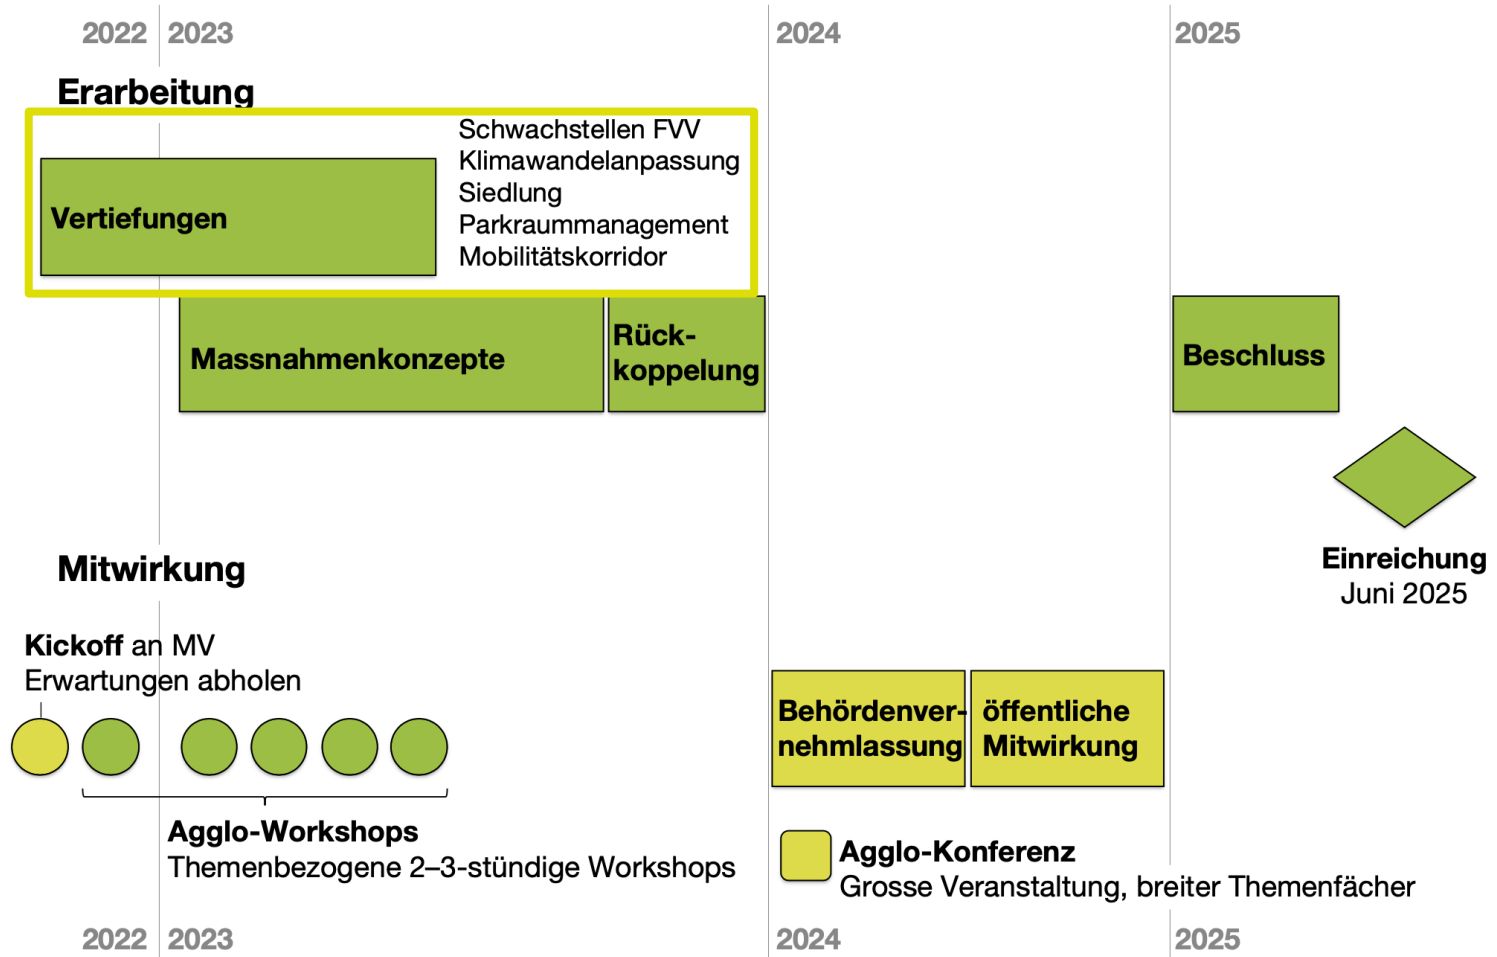 2022 2023 2024 2025
Erarbeitung
Vertiefungen
Schwachstellen FVV
Klimawandelanpassung
Siedlung
Parkraummanagement
Mobilitätskorridor
Massnahmenkonzepte
Rück-
koppelung
Beschluss
Einreichung
Juni 2025
Mitwirkung
Kickoff an MV
Erwartungen abholen
Agglo-Workshops
Themenbezogene 2–3-stündige Workshops
Behördenver-
nehmlassung
öffentliche
Mitwirkung
Agglo-Konferenz
Grosse Veranstaltung, breiter Themenfächer
2022 2023 2024 2025